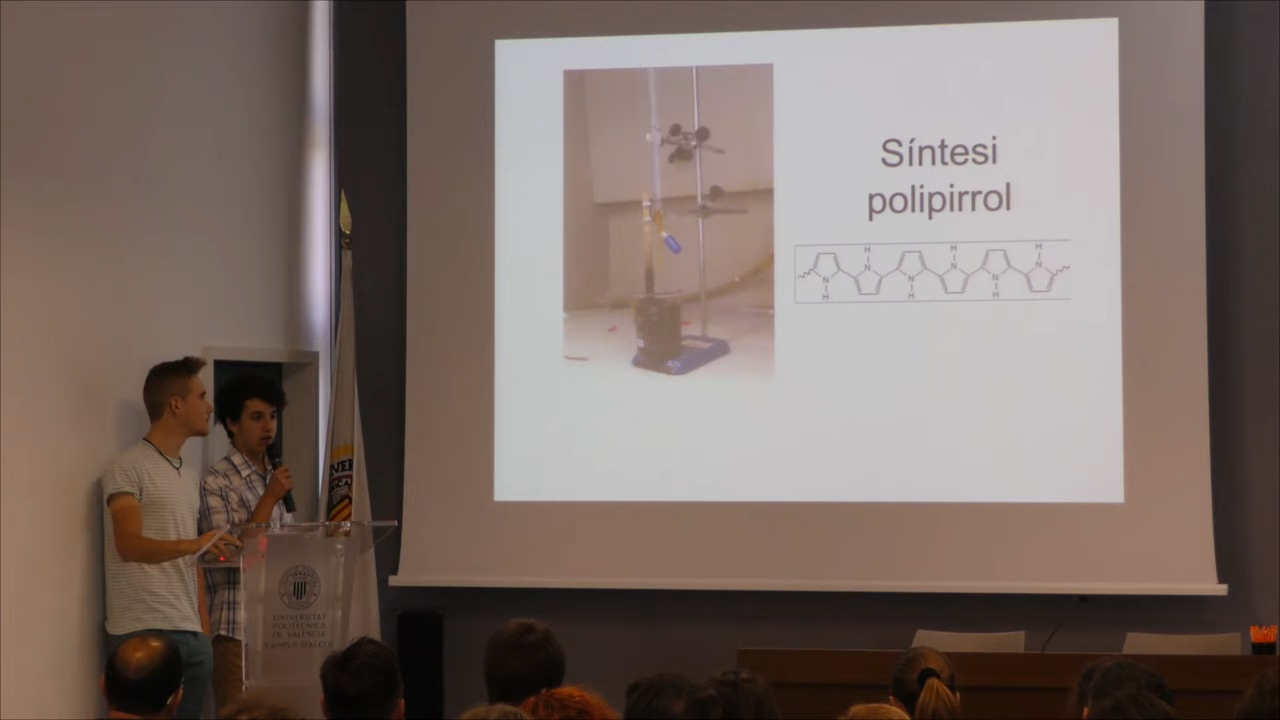 Síntesi
polipirrol
H
H
H
N
N
N
N
N
N
H
H
H
UNIVERSITAT
POLITÈCNICA
DE VALÈNCIA
CAMPUS D'ALCOI